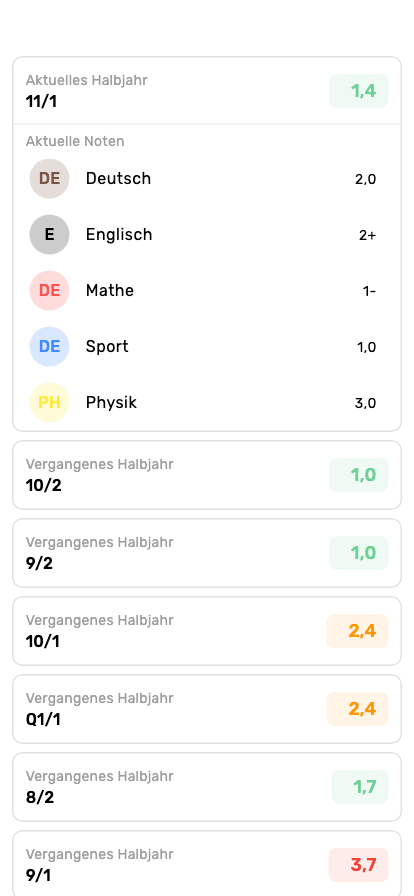 Aktuelles Halbjahr
11/1
1,4
Aktuelle Noten
DE Deutsch 2,0
E Englisch 2+
DE Mathe 1-
DE Sport 1,0
PH Physik 3,0
Vergangenes Halbjahr
10/2
1,0
Vergangenes Halbjahr
9/2
1,0
Vergangenes Halbjahr
10/1
2,4
Vergangenes Halbjahr
Q1/1
2,4
Vergangenes Halbjahr
8/2
1,7
Vergangenes Halbjahr
9/1
3,7